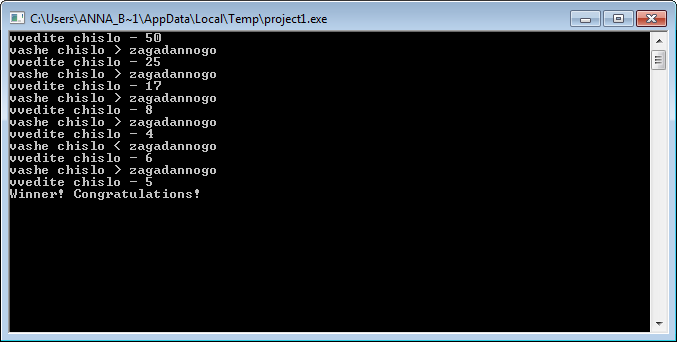 C:\Users\ANNA_B~1\AppData\Local\Temp\project1.exe
vvedite chislo - 50
vashe chislo > zagadannogo
vvedite chislo - 25
vashe chislo > zagadannogo
vvedite chislo - 17
vashe chislo > zagadannogo
vvedite chislo - 8
vashe chislo > zagadannogo
vvedite chislo - 4
vashe chislo < zagadannogo
vvedite chislo - 6
vashe chislo > zagadannogo
vvedite chislo - 5
Winner! Congratulations!